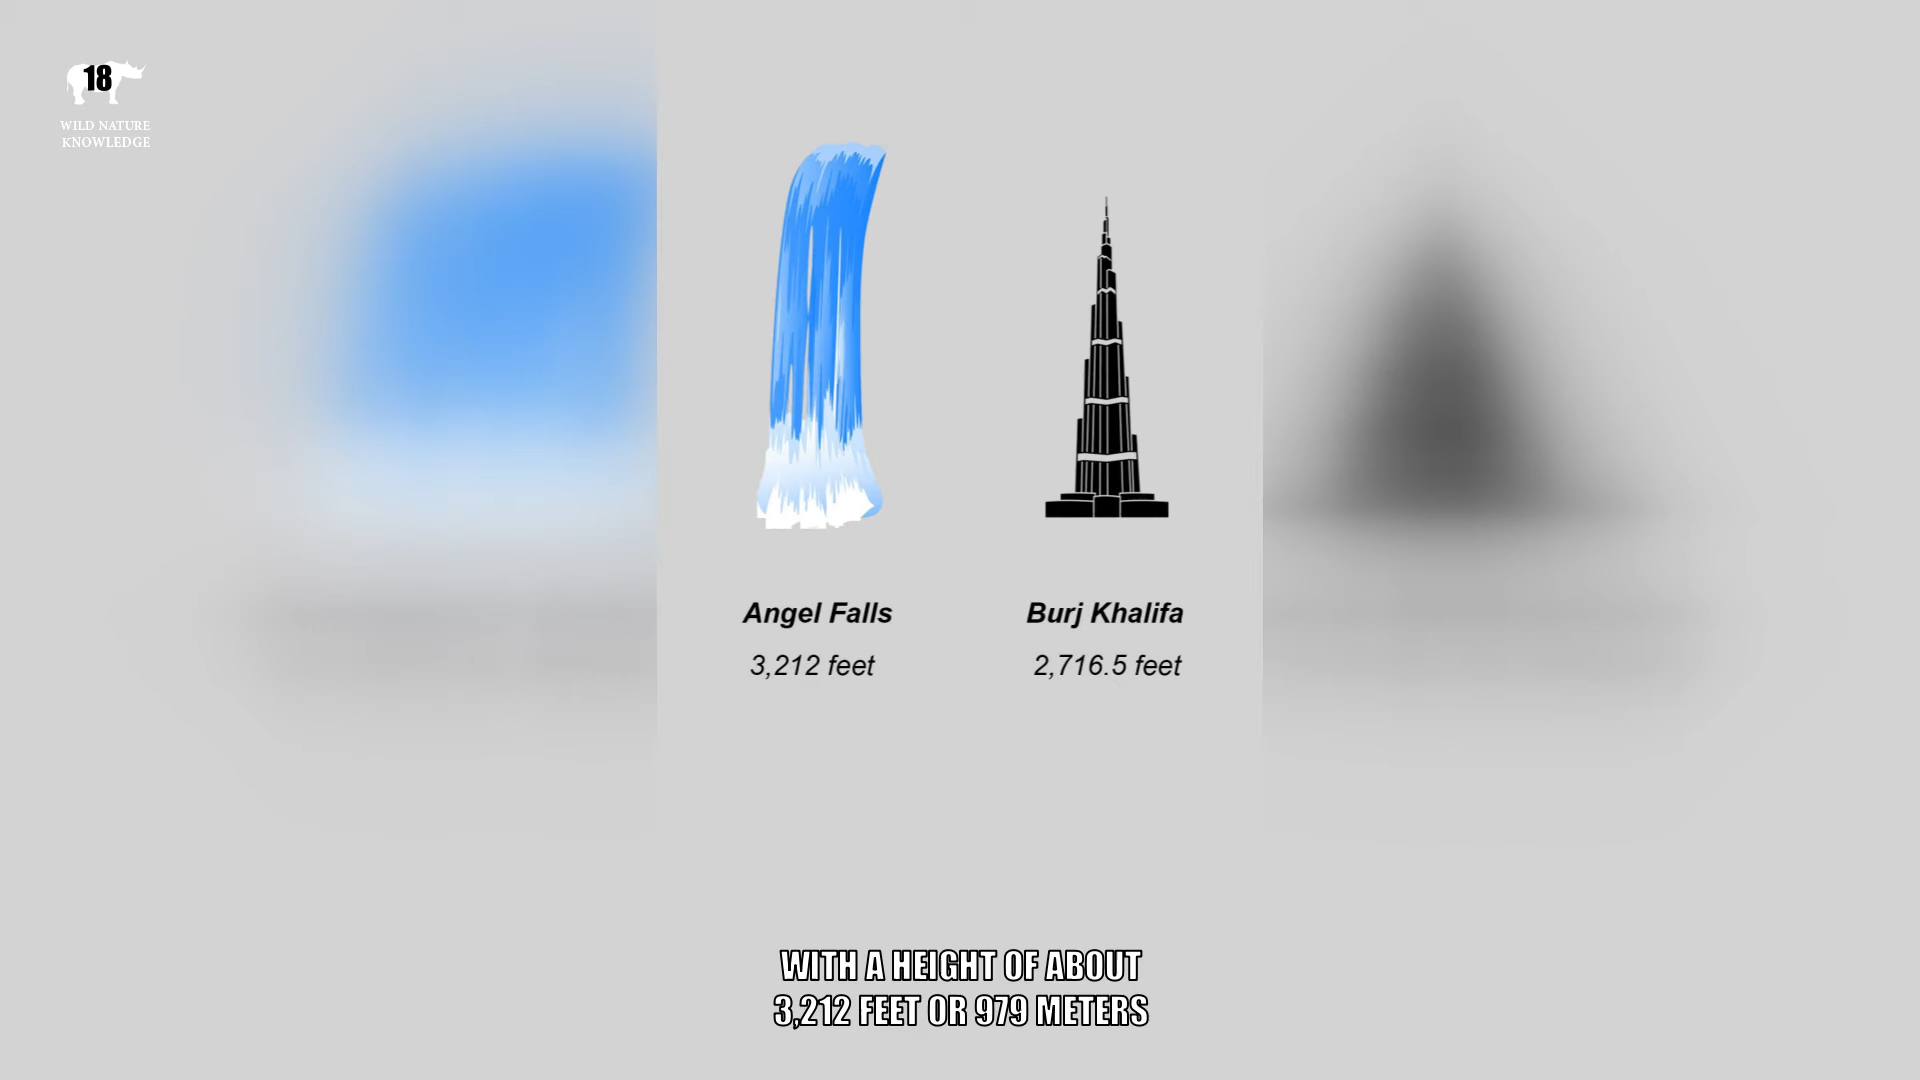 18
WILD NATURE
KNOWLEDGE
Angel Falls
Burj Khalifa
3,212 feet
2,716.5 feet
WITH A HEIGHT OF ABOUT
3,212 FEET OR 979 METERS